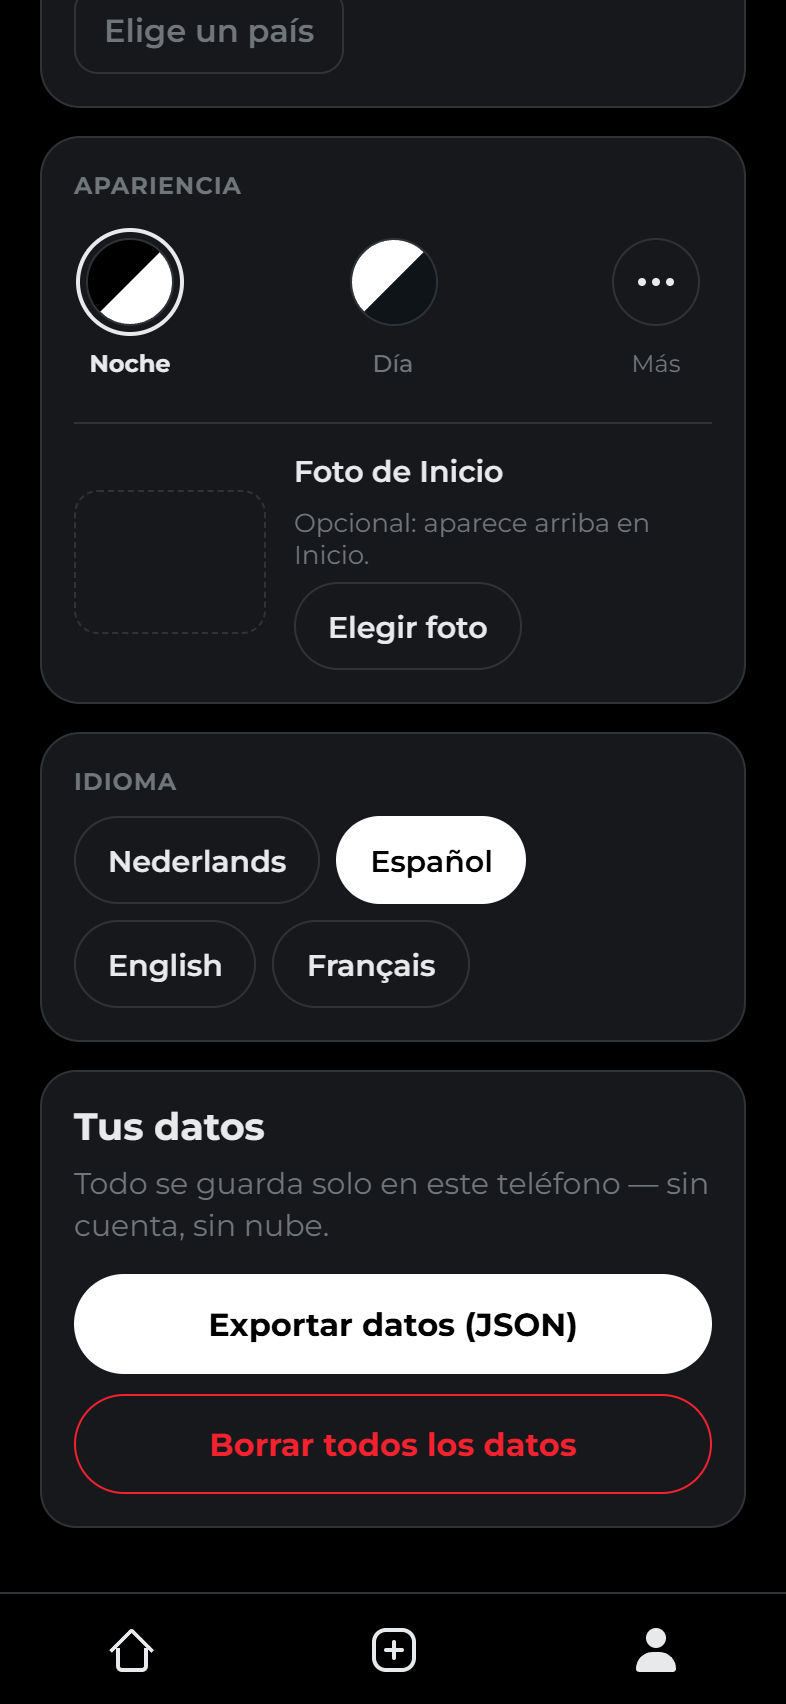 Elige un país
APARIENCIA
Noche
Día
Más
Foto de Inicio
Opcional: aparece arriba en
Inicio.
Elegir foto
IDIOMA
Nederlands
Español
English
Français
Tus datos
Todo se guarda solo en este teléfono — sin
cuenta, sin nube.
Exportar datos (JSON)
Borrar todos los datos